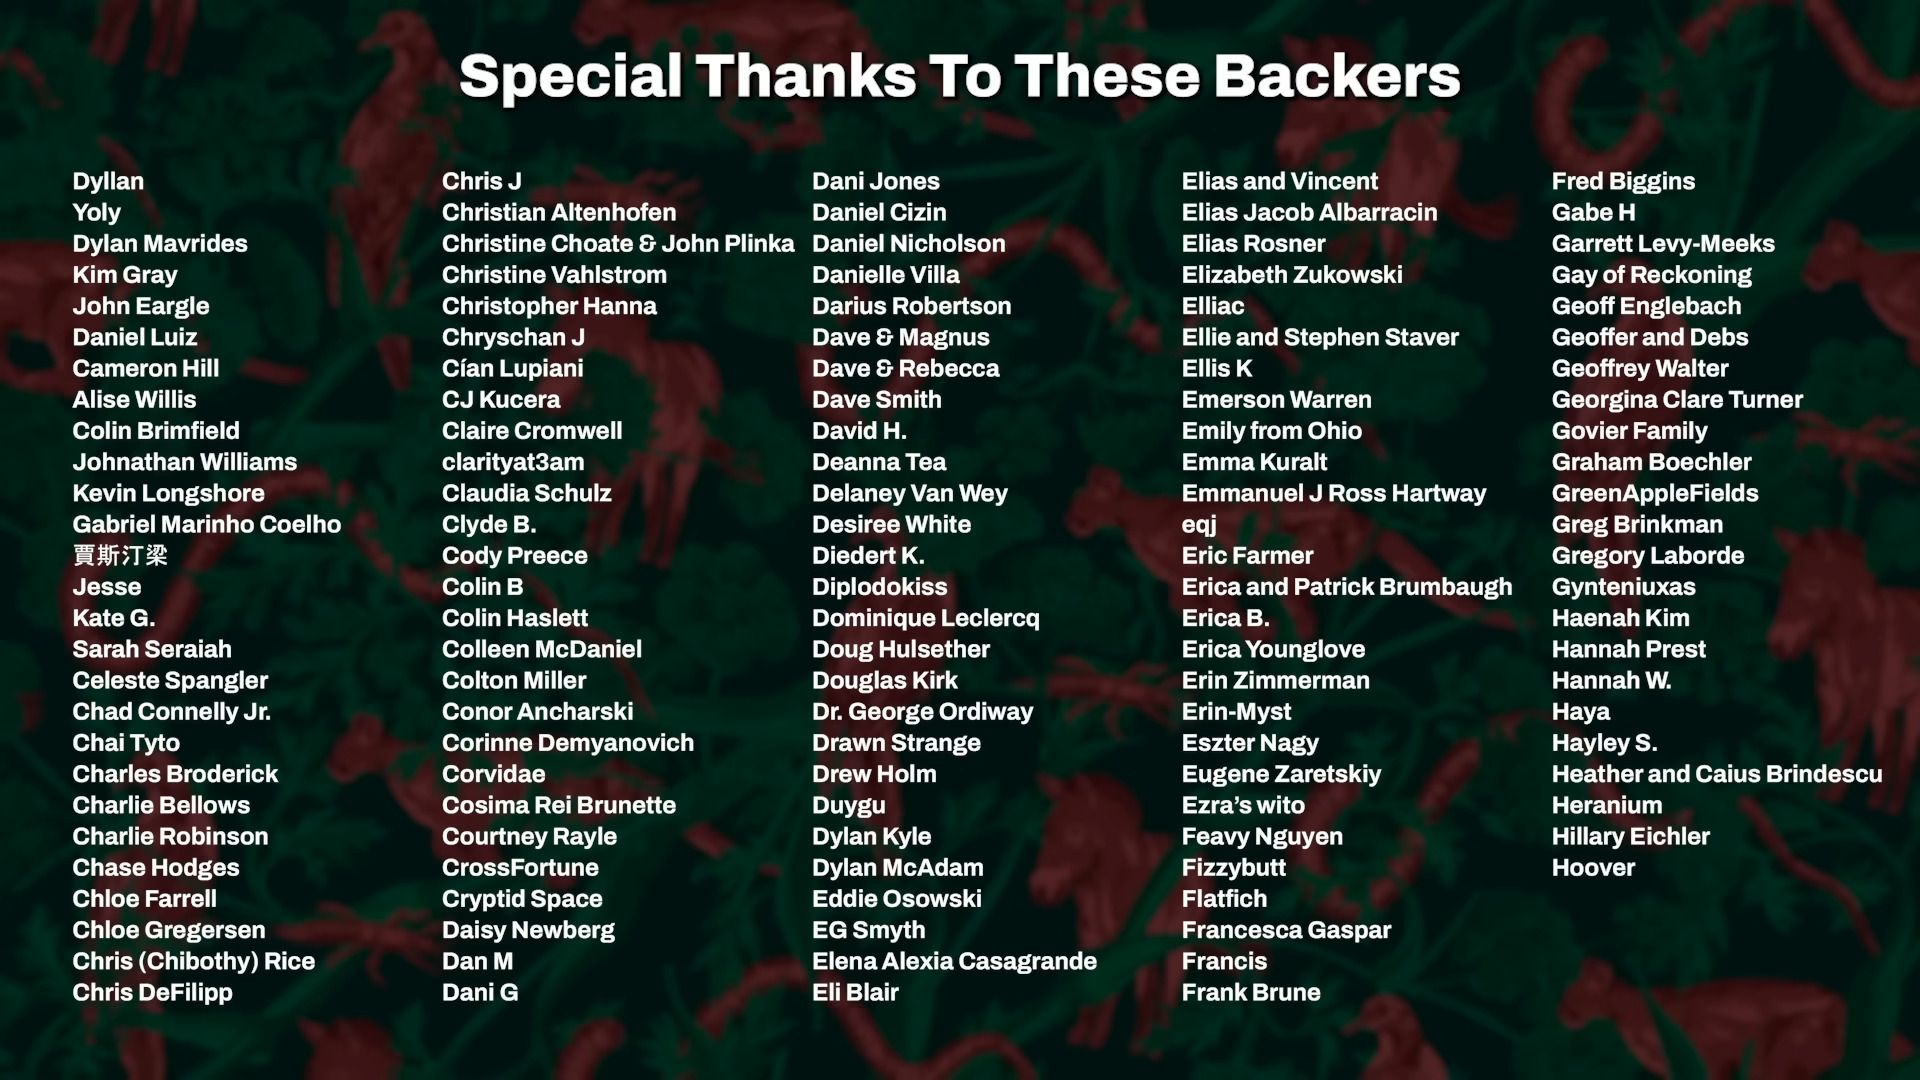 Special Thanks To These Backers
Dyllan
Yoly
Dylan Mavrides
Kim Gray
John Eargle
Daniel Luiz
Cameron Hill
Alise Willis
Colin Brimfield
Johnathan Williams
Kevin Longshore
Gabriel Marinho Coelho
賈斯汀梁
Jesse
Kate G.
Sarah Seraiah
Celeste Spangler
Chad Connelly Jr.
Chai Tyto
Charles Broderick
Charlie Bellows
Charlie Robinson
Chase Hodges
Chloe Farrell
Chloe Gregersen
Chris (Chibothy) Rice
Chris DeFilipp
Chris J
Christian Altenhofen
Christine Choate & John Plinka
Christine Vahlstrom
Christopher Hanna
Chryschan J
Cían Lupiani
CJ Kucera
Claire Cromwell
clarityat3am
Claudia Schulz
Clyde B.
Cody Preece
Colin B
Colin Haslett
Colleen McDaniel
Colton Miller
Conor Ancharski
Corinne Demyanovich
Corvidae
Cosima Rei Brunette
Courtney Rayle
CrossFortune
Cryptid Space
Daisy Newberg
Dan M
Dani G
Dani Jones
Daniel Cizin
Daniel Nicholson
Danielle Villa
Darius Robertson
Dave & Magnus
Dave & Rebecca
Dave Smith
David H.
Deanna Tea
Delaney Van Wey
Desiree White
Diedert K.
Diplodokiss
Dominique Leclercq
Doug Hulsether
Douglas Kirk
Dr. George Ordiway
Drawn Strange
Drew Holm
Duygu
Dylan Kyle
Dylan McAdam
Eddie Osowski
EG Smyth
Elena Alexia Casagrande
Eli Blair
Elias and Vincent
Elias Jacob Albarracin
Elias Rosner
Elizabeth Zukowski
Elliac
Ellie and Stephen Staver
Ellis K
Emerson Warren
Emily from Ohio
Emma Kuralt
Emmanuel J Ross Hartway
eqj
Eric Farmer
Erica and Patrick Brumbaugh
Erica B.
Erica Younglove
Erin Zimmerman
Erin-Myst
Eszter Nagy
Eugene Zaretskiy
Ezra’s wito
Feavy Nguyen
Fizzybutt
Flatfich
Francesca Gaspar
Francis
Frank Brune
Fred Biggins
Gabe H
Garrett Levy-Meeks
Gay of Reckoning
Geoff Englebach
Geoffer and Debs
Geoffrey Walter
Georgina Clare Turner
Govier Family
Graham Boechler
GreenAppleFields
Greg Brinkman
Gregory Laborde
Gynteniuxas
Haenah Kim
Hannah Prest
Hannah W.
Haya
Hayley S.
Heather and Caius Brindescu
Heranium
Hillary Eichler
Hoover